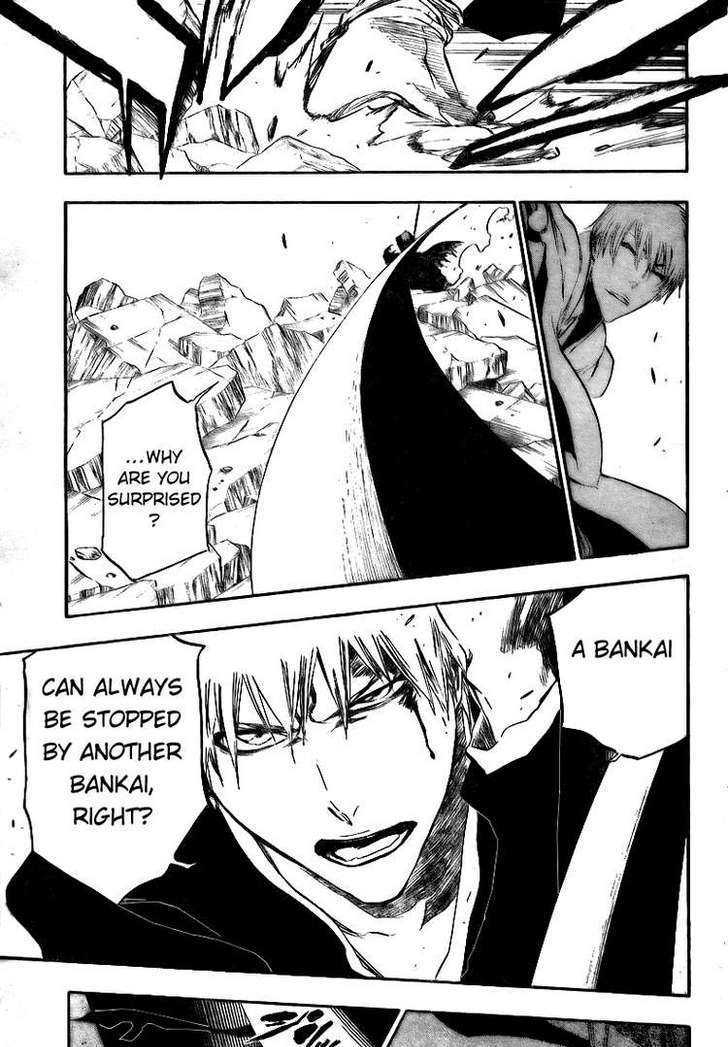 ...WHY
ARE YOU
SURPRISED
?
A BANKAI
CAN ALWAYS
BE STOPPED
BY ANOTHER
BANKAI,
RIGHT?